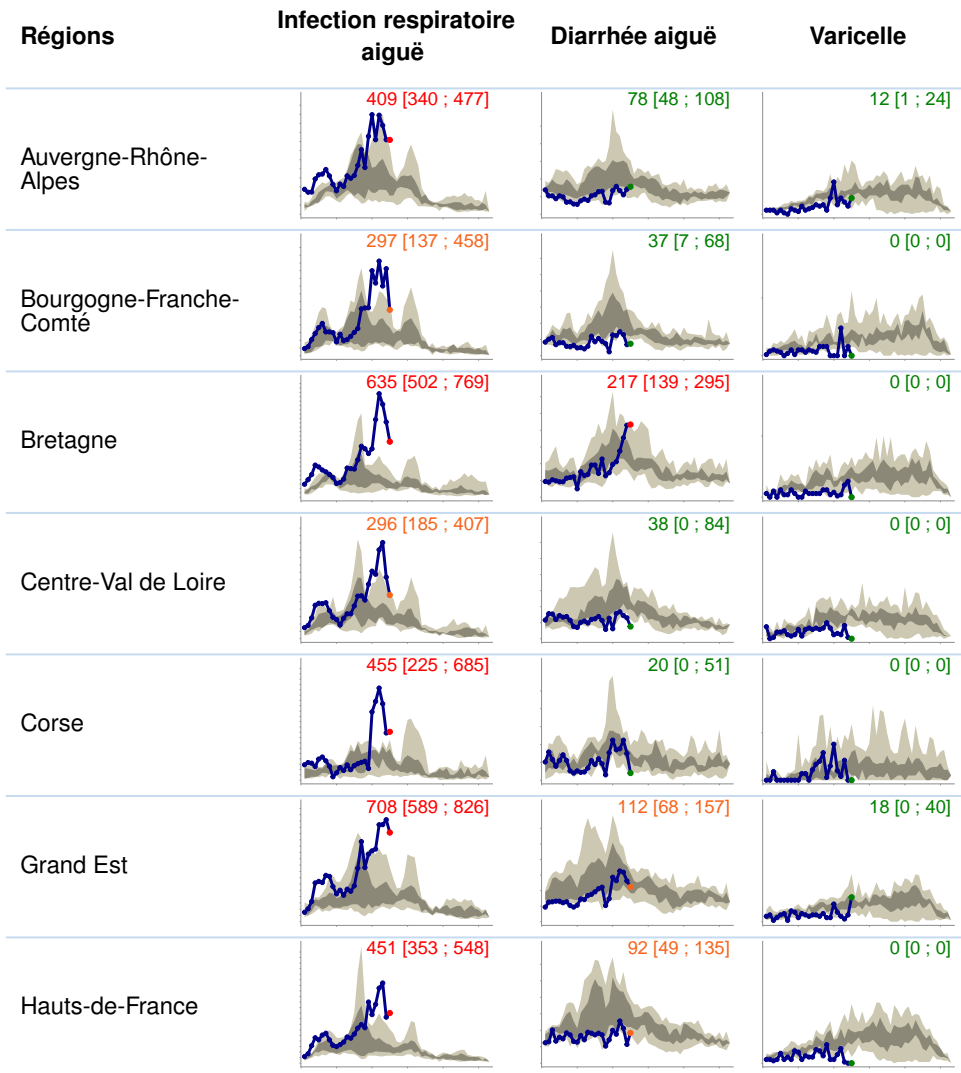 Régions
Infection respiratoire
aiguë
Diarrhée aiguë
Varicelle
Auvergne-Rhône-
Alpes
409 [340 ; 477]
78 [48 ; 108]
12 [1 ; 24]
Bourgogne-Franche-
Comté
297 [137 ; 458]
37 [7 ; 68]
0 [0 ; 0]
Bretagne
635 [502 ; 769]
217 [139 ; 295]
0 [0 ; 0]
Centre-Val de Loire
296 [185 ; 407]
38 [0 ; 84]
0 [0 ; 0]
Corse
455 [225 ; 685]
20 [0 ; 51]
0 [0 ; 0]
Grand Est
708 [589 ; 826]
112 [68 ; 157]
18 [0 ; 40]
Hauts-de-France
451 [353 ; 548]
92 [49 ; 135]
0 [0 ; 0]